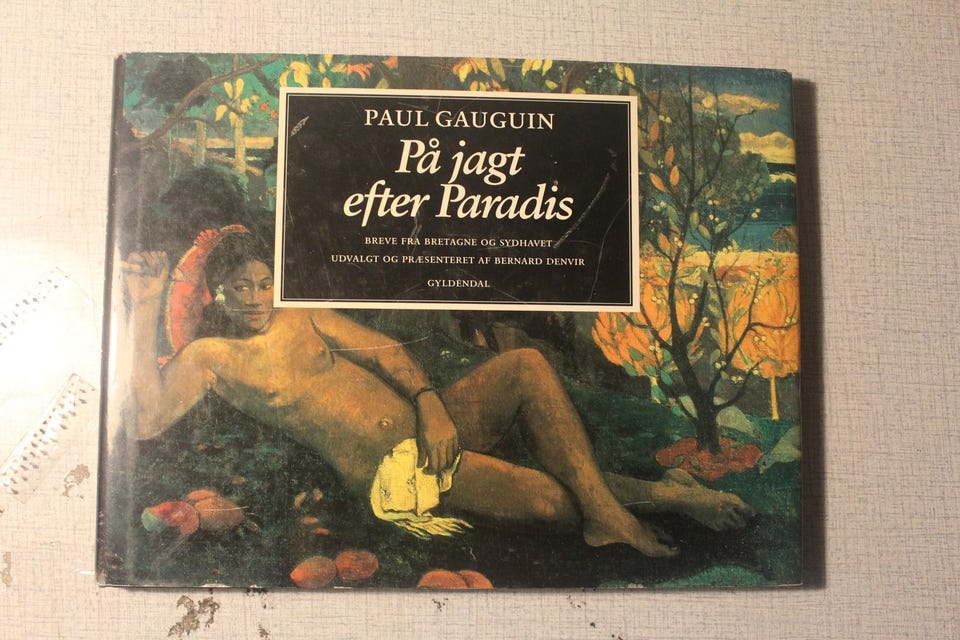 PAUL GAUGUIN
På jagt
efter Paradis
BREVE FRA BRETAGNE OG SYDHAVET
UDVALGT OG PRÆSENTERET AF BERNARD DENVIR
GYLDENDAL